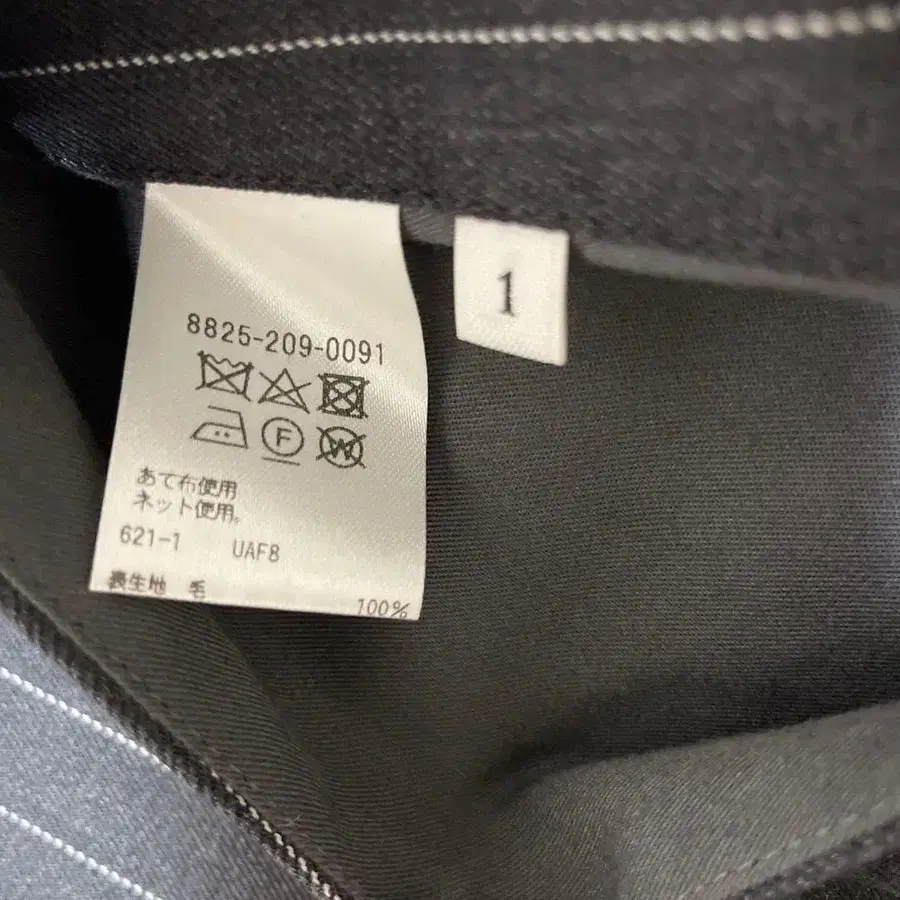 8825-209-0091
F
W
あて布使用
ネット使用。
621-1 UAF8
表生地 毛 100%
1